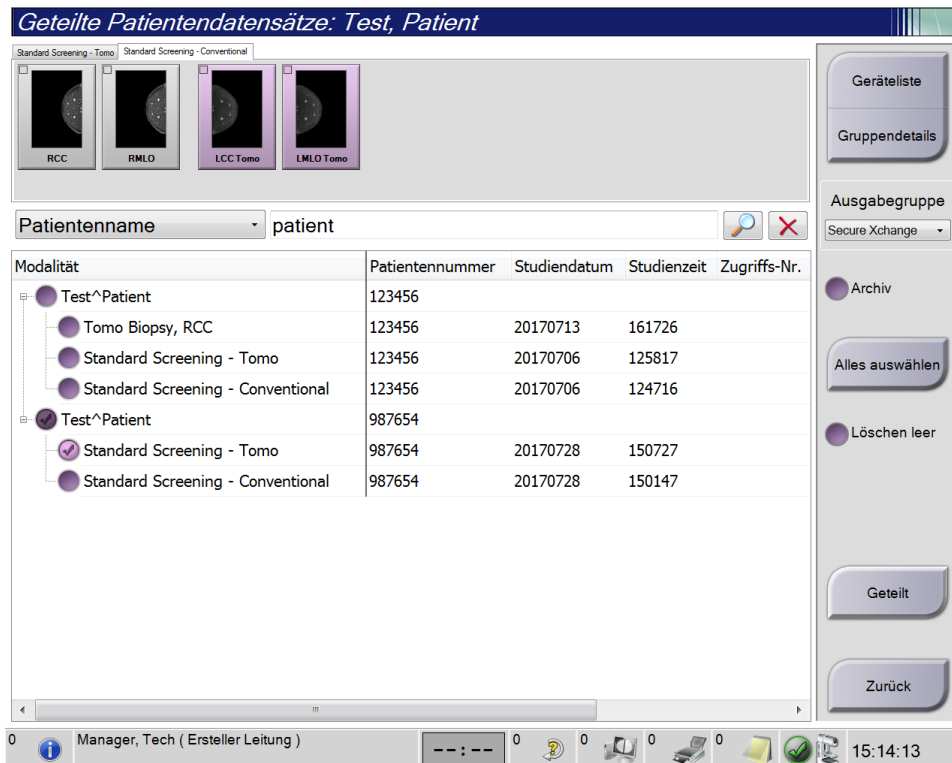 Geteilte Patientendatensätze: Test, Patient
Standard Screening - Tomo Standard Screening - Conventional
RCC RMLO LCC Tomo LMLO Tomo
Patientenname patient
Modalität Patientennummer Studiendatum Studienzeit Zugriffs-Nr.
Test^Patient 123456
Tomo Biopsy, RCC 123456 20170713 161726
Standard Screening - Tomo 123456 20170706 125817
Standard Screening - Conventional 123456 20170706 124716
Test^Patient 987654
Standard Screening - Tomo 987654 20170728 150727
Standard Screening - Conventional 987654 20170728 150147
Geräteliste
Gruppendetails
Ausgabegruppe
Secure Xchange
Archiv
Alles auswählen
Löschen leer
Geteilt
Zurück
0 Manager, Tech ( Ersteller Leitung ) --:-- 0 0 0 0 15:14:13